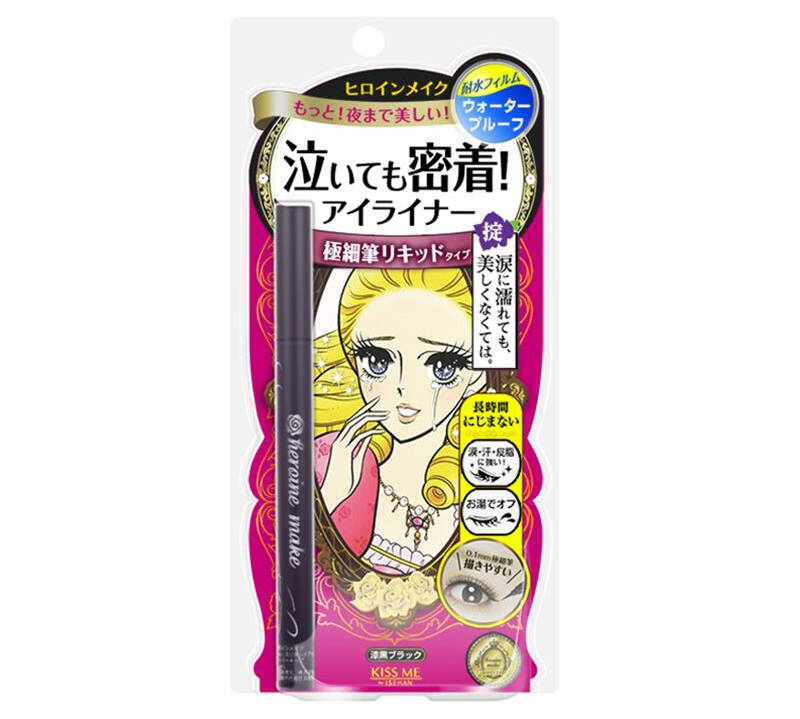 ヒロインメイク
もっと!夜まで美しい!
耐水フィルム
ウォーター
プルーフ
泣いても密着!
アイライナー
極細筆リキッドタイプ
掟
涙に濡れても、
美しくなくては。
長時間
にじまない
涙・汗・皮脂
に強い!
お湯でオフ
0.1mm極細筆
描きやすい
heroine make
漆黒ブラック
KISS ME
by ISEHAN